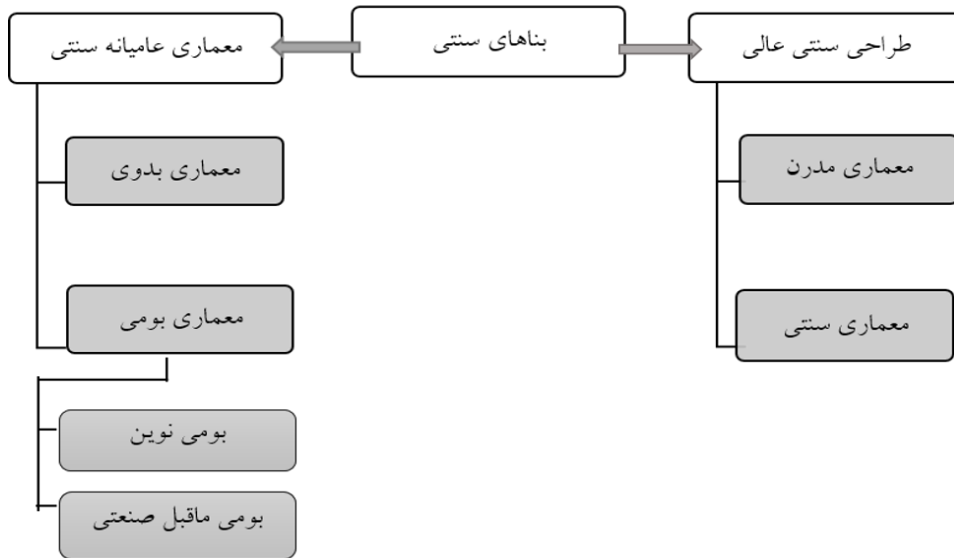 طراحی سنتی عالی
بناهای سنتی
معماری عامیانه سنتی
معماری مدرن
معماری بدوی
معماری سنتی
معماری بومی
بومی نوین
بومی ماقبل صنعتی